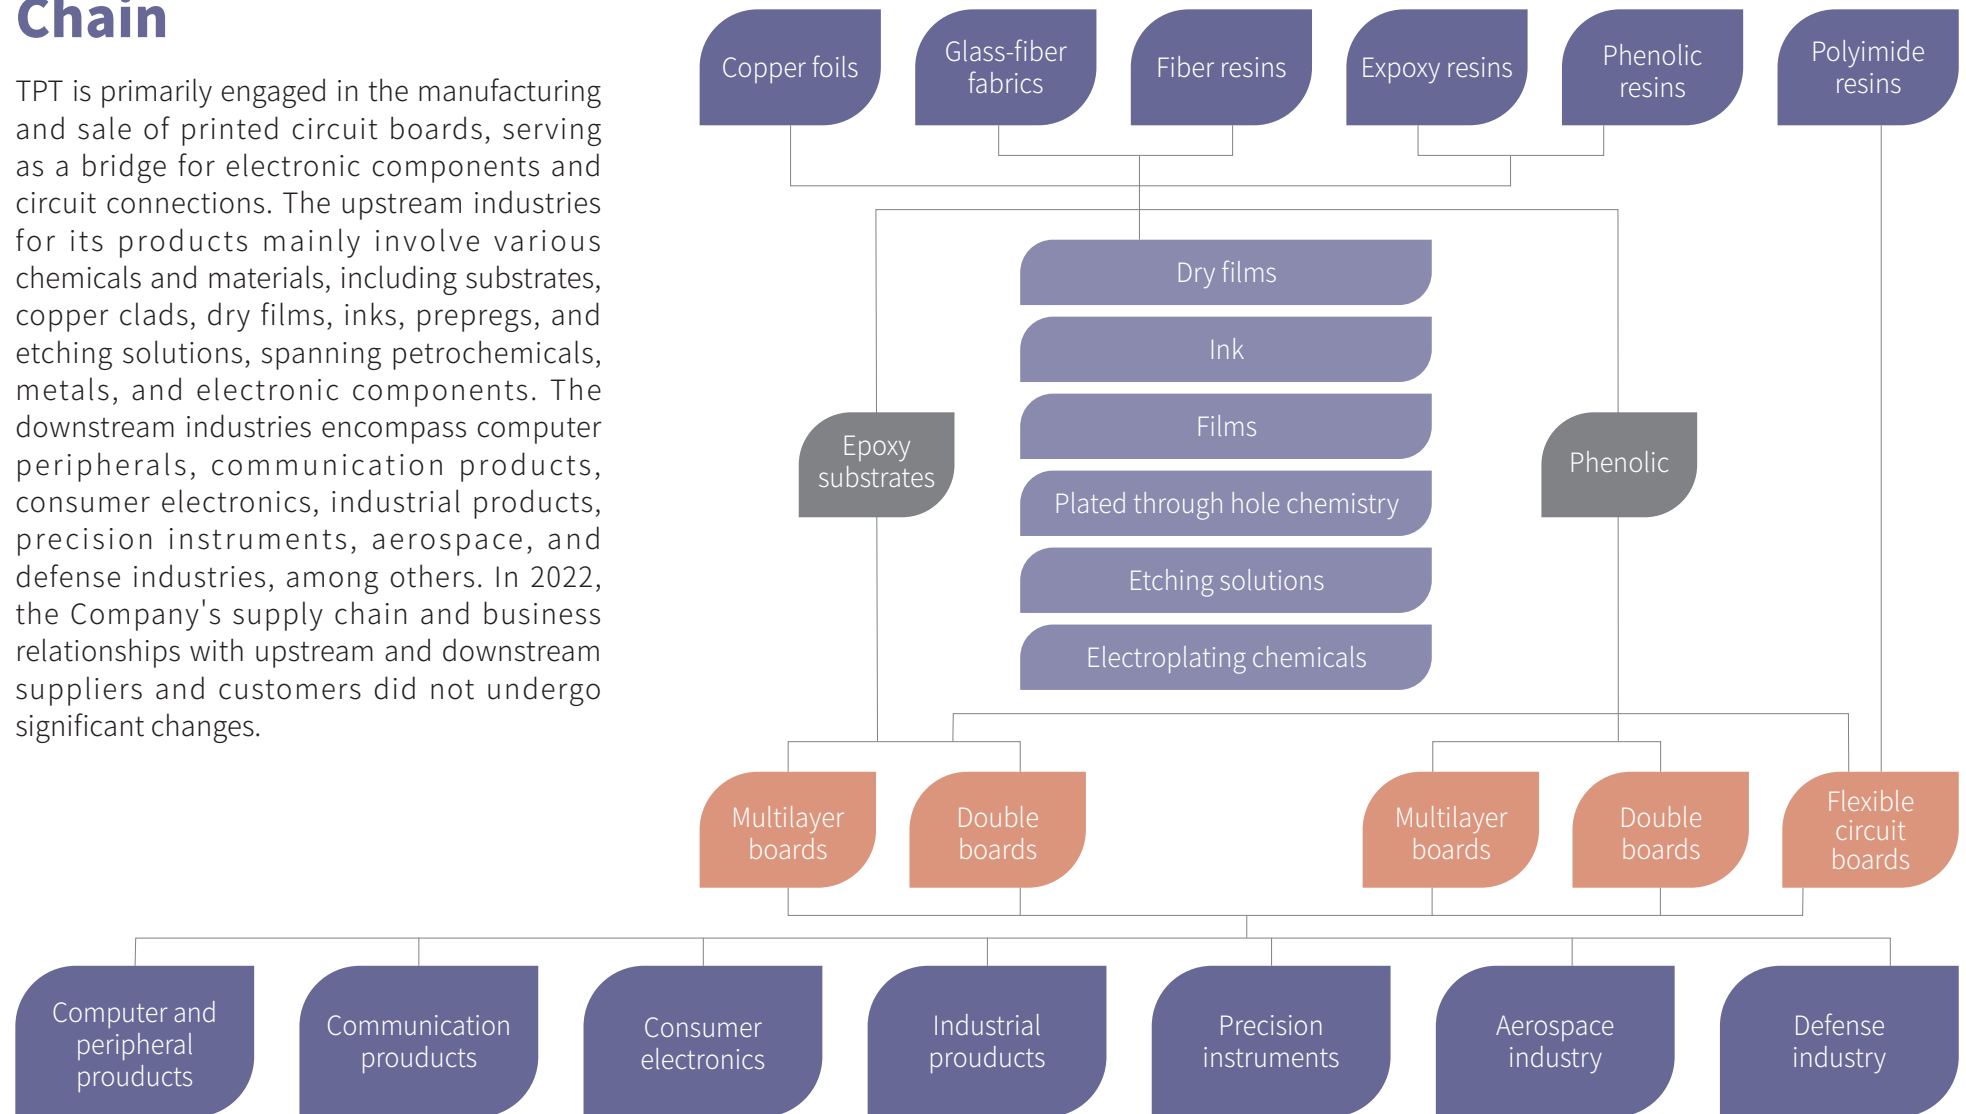 Chain
TPT is primarily engaged in the manufacturing
and sale of printed circuit boards, serving
as a bridge for electronic components and
circuit connections. The upstream industries
for its products mainly involve various
chemicals and materials, including substrates,
copper clads, dry films, inks, prepregs, and
etching solutions, spanning petrochemicals,
metals, and electronic components. The
downstream industries encompass computer
peripherals, communication products,
consumer electronics, industrial products,
precision instruments, aerospace, and
defense industries, among others. In 2022,
the Company's supply chain and business
relationships with upstream and downstream
suppliers and customers did not undergo
significant changes.
Copper foils
Glass-fiber
fabrics
Fiber resins
Expoxy resins
Phenolic
resins
Polyimide
resins
Dry films
Ink
Films
Plated through hole chemistry
Etching solutions
Electroplating chemicals
Epoxy
substrates
Phenolic
Multilayer
boards
Double
boards
Multilayer
boards
Double
boards
Flexible
circuit
boards
Computer and
peripheral
prouducts
Communication
prouducts
Consumer
electronics
Industrial
prouducts
Precision
instruments
Aerospace
industry
Defense
industry